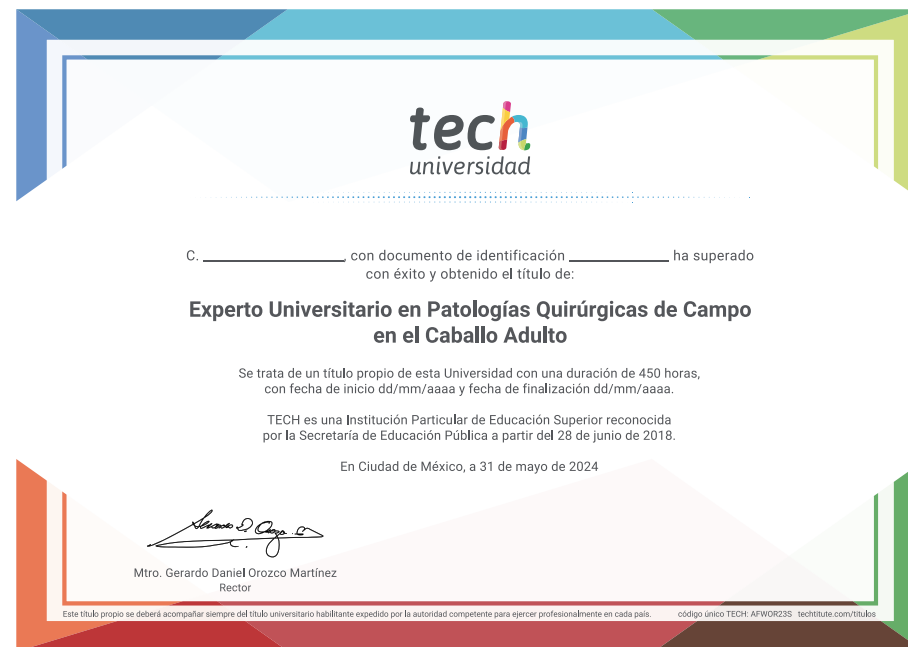 tech
universidad
C. ____________, con documento de identificación ____________ ha superado
con éxito y obtenido el título de:
Experto Universitario en Patologías Quirúrgicas de Campo
en el Caballo Adulto
Se trata de un título propio de esta Universidad con una duración de 450 horas,
con fecha de inicio dd/mm/aaaa y fecha de finalización dd/mm/aaaa.
TECH es una Institución Particular de Educación Superior reconocida
por la Secretaría de Educación Pública a partir del 28 de junio de 2018.
En Ciudad de México, a 31 de mayo de 2024
Mtro. Gerardo Daniel Orozco Martínez
Rector
Este título propio se deberá acompañar siempre del título universitario habilitante expedido por la autoridad competente para ejercer profesionalmente en cada país. código único TECH: AFWOR23S techtitute.com/titulos